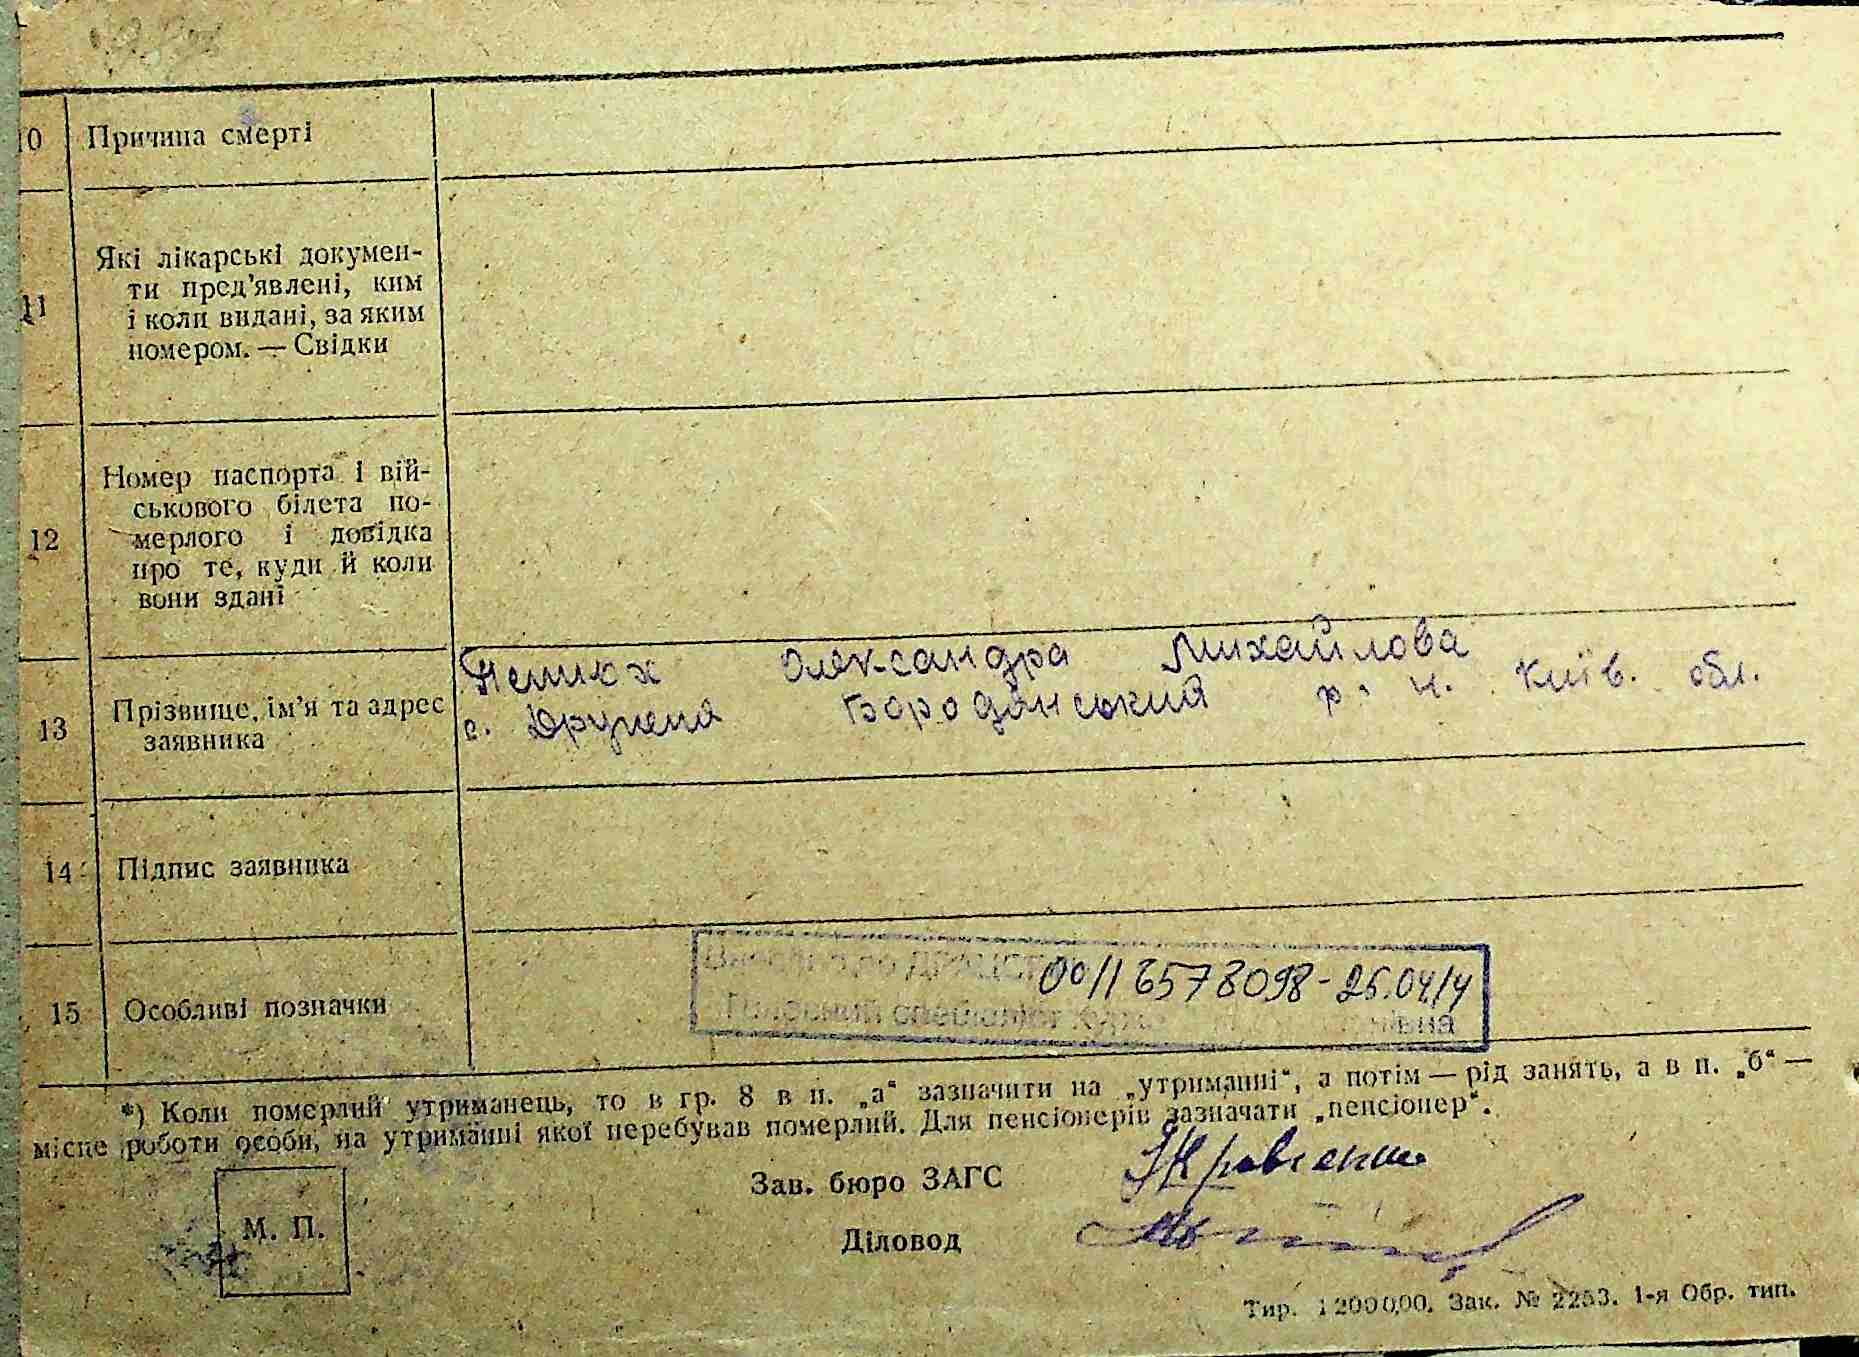 10 Причина смерті
11 Які лікарські докумен-
ти пред'явлені, ким
і коли видані, за яким
номером. — Свідки
12 Номер паспорта і вій-
ськового білета по-
мерлого і довідка
про те, куди й коли
вони здані
13 Прізвище, ім'я та адрес
заявника
Олександра Михайлова
с. Друженя Бородянський р. н. Київ. обл.
14 Підпис заявника
15 Особливі позначки
*) Коли померлий утриманець, то в гр. 8 в п. „а“ зазначити на „утриманні“, а потім — рід занять, а в п. „б“ —
місце роботи особи, на утриманні якої перебував померлий. Для пенсіонерів зазначати „пенсіонер“.
М. П.
Зав. бюро ЗАГС
Діловод
Тир. 1200000. Зак. № 2253. 1-я Обр. тип.